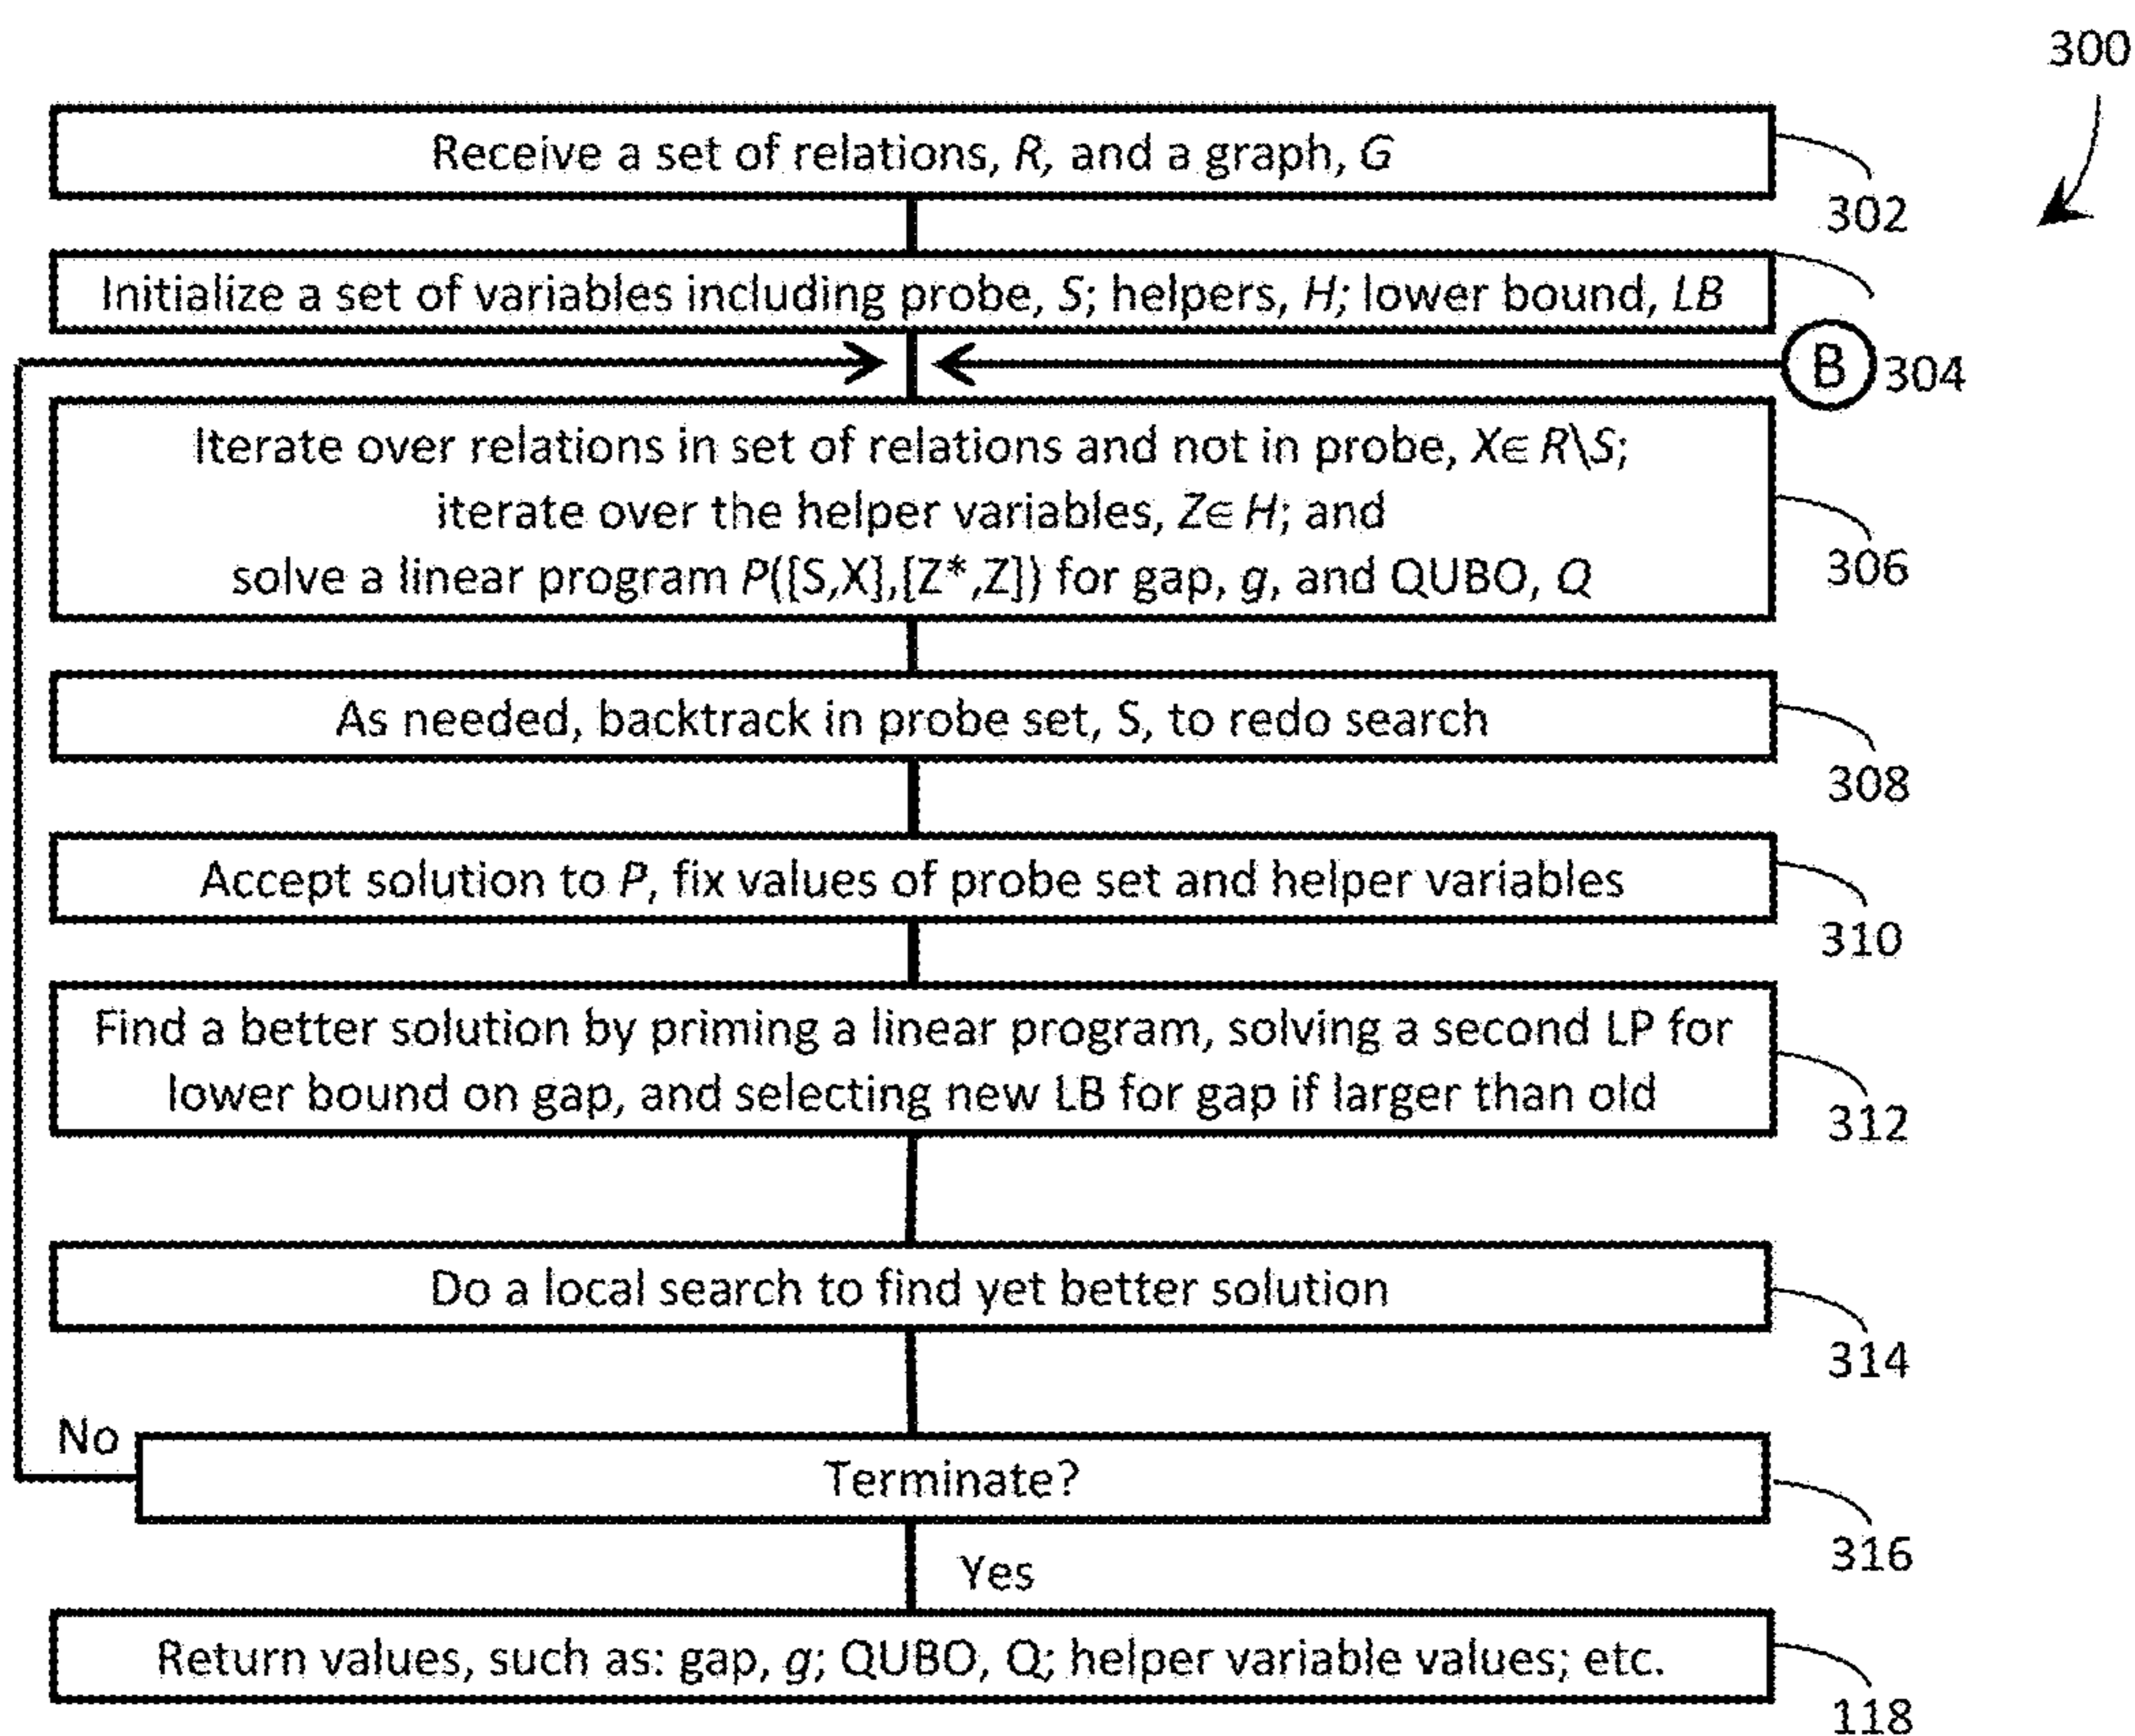 300
Receive a set of relations, R, and a graph, G
302
Initialize a set of variables including probe, S; helpers, H; lower bound, LB
B
304
Iterate over relations in set of relations and not in probe, X∈ R\S;
iterate over the helper variables, Z∈ H; and
solve a linear program P([S,X],[Z*,Z]) for gap, g, and QUBO, Q
306
As needed, backtrack in probe set, S, to redo search
308
Accept solution to P, fix values of probe set and helper variables
310
Find a better solution by priming a linear program, solving a second LP for
lower bound on gap, and selecting new LB for gap if larger than old
312
Do a local search to find yet better solution
314
No
Terminate?
316
Yes
Return values, such as: gap, g; QUBO, Q; helper variable values; etc.
118